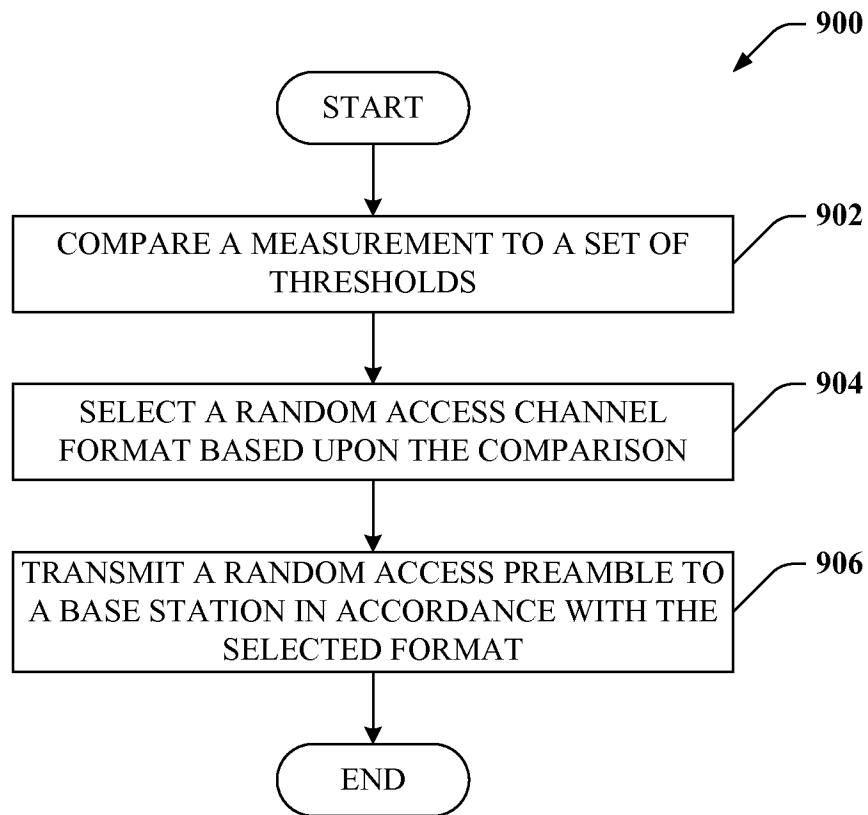 900
START
902
COMPARE A MEASUREMENT TO A SET OF
THRESHOLDS
904
SELECT A RANDOM ACCESS CHANNEL
FORMAT BASED UPON THE COMPARISON
906
TRANSMIT A RANDOM ACCESS PREAMBLE TO
A BASE STATION IN ACCORDANCE WITH THE
SELECTED FORMAT
END